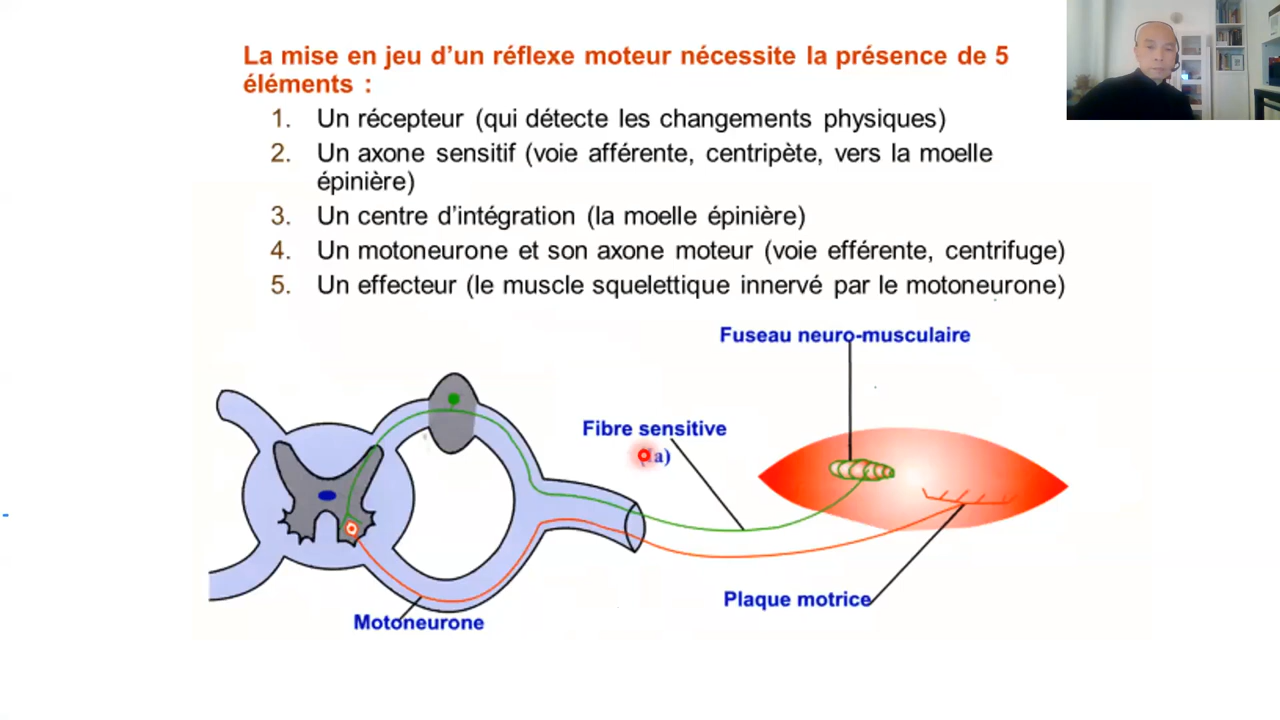 La mise en jeu d’un réflexe moteur nécessite la présence de 5
éléments :
1. Un récepteur (qui détecte les changements physiques)
2. Un axone sensitif (voie afférente, centripète, vers la moelle
épinière)
3. Un centre d’intégration (la moelle épinière)
4. Un motoneurone et son axone moteur (voie efférente, centrifuge)
5. Un effecteur (le muscle squelettique innervé par le motoneurone)
Fuseau neuro-musculaire
Fibre sensitive
a)
Plaque motrice
Motoneurone